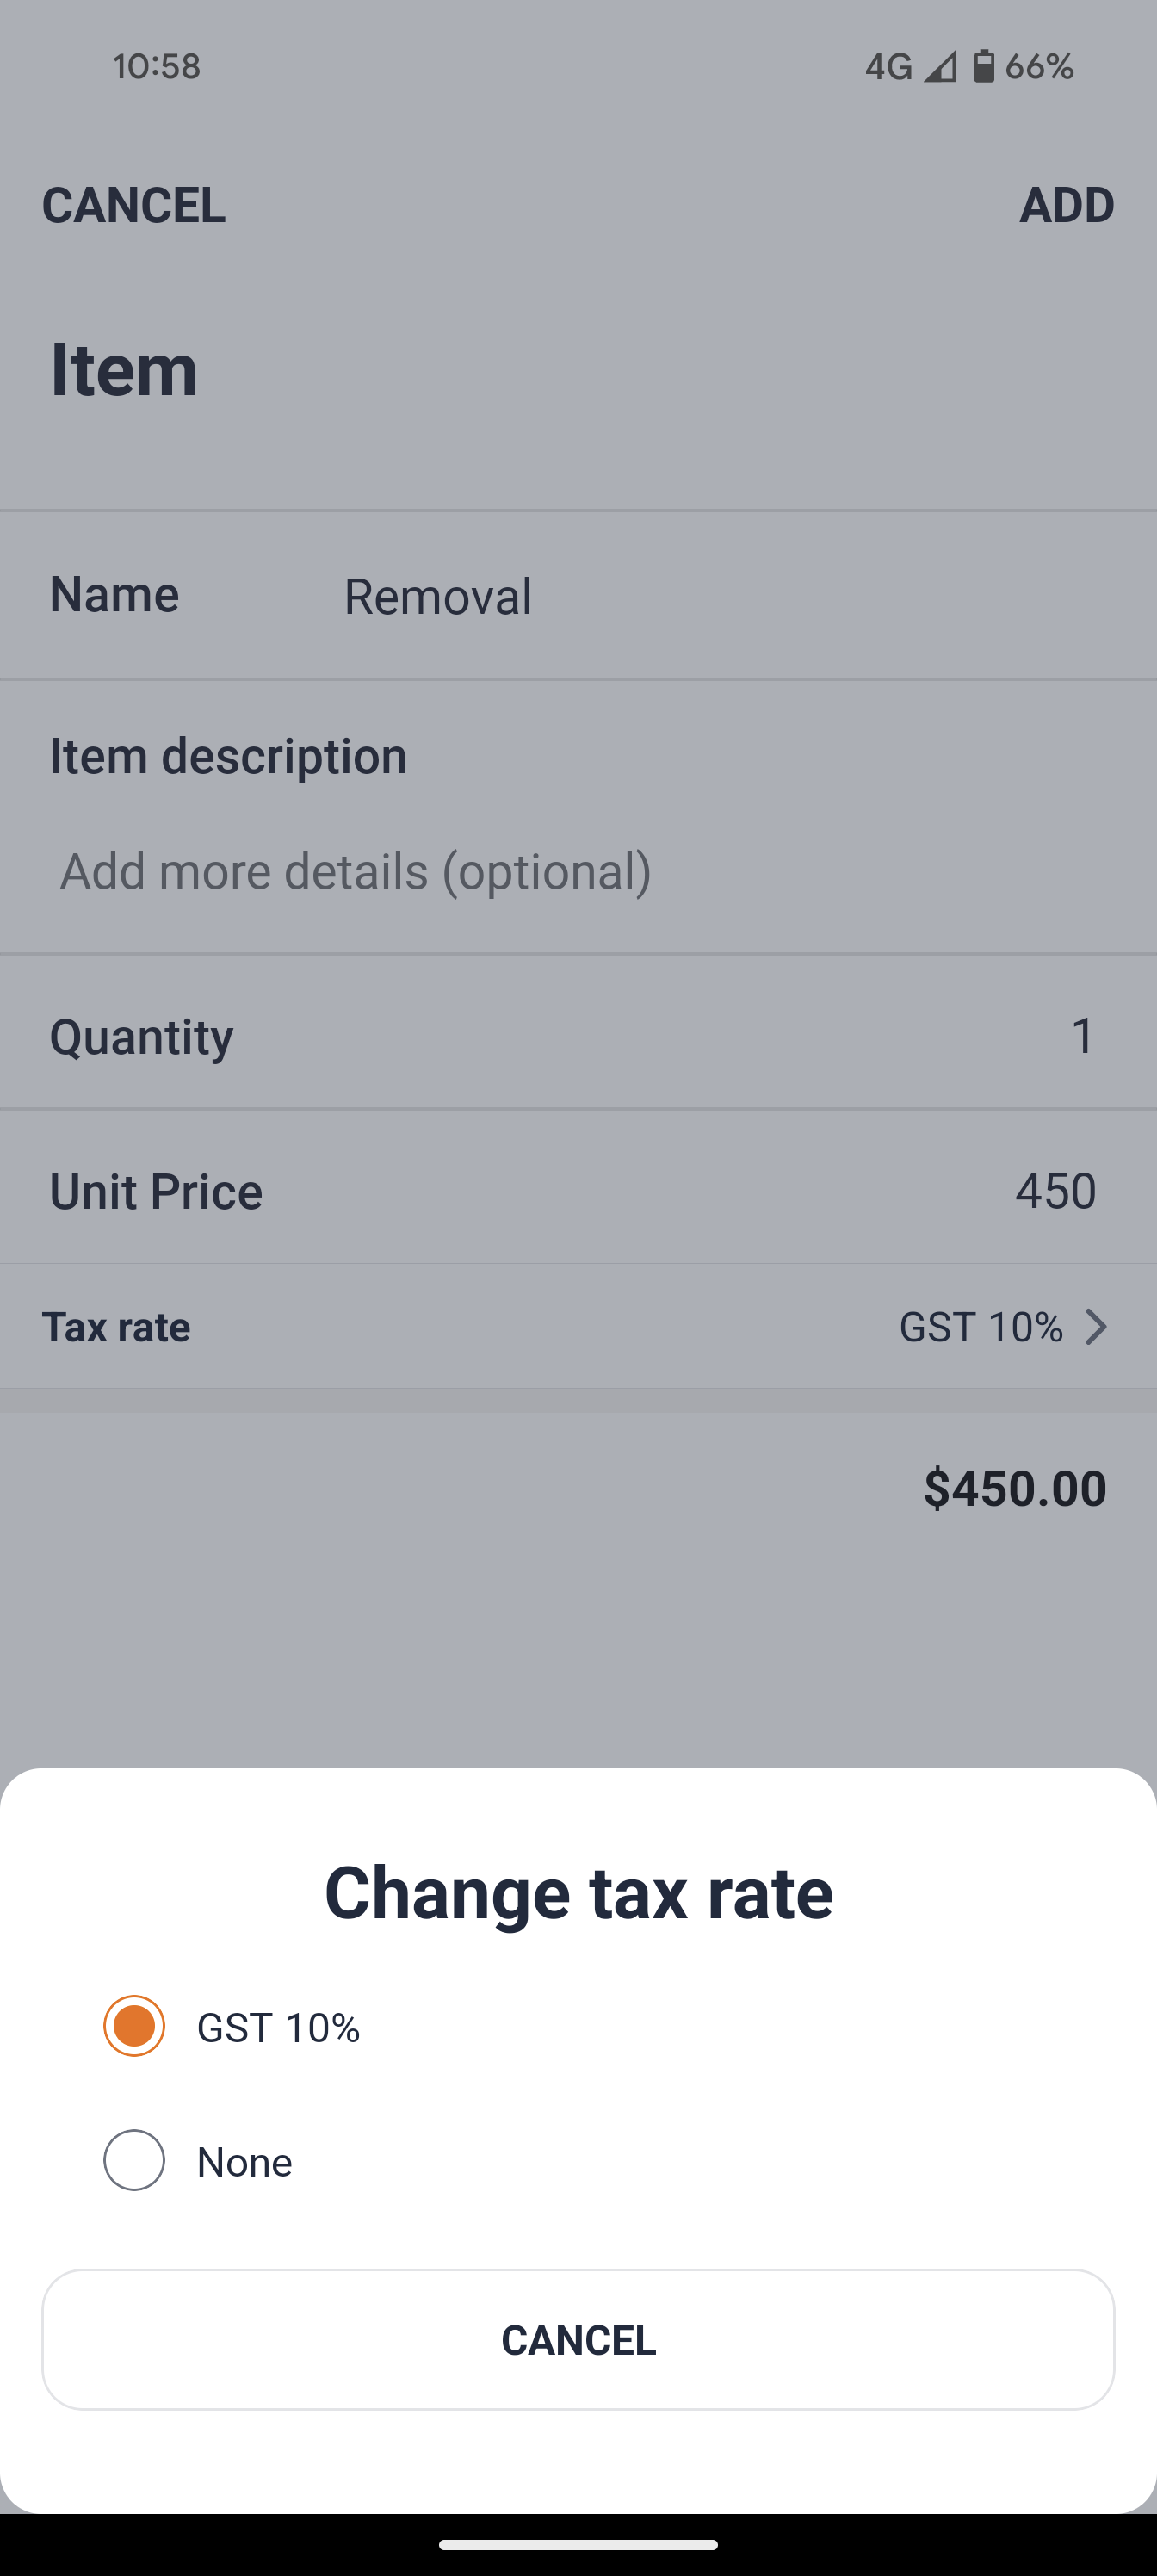 10:58 4G 66%
CANCEL ADD
Item
Name Removal
Item description
Add more details (optional)
Quantity 1
Unit Price 450
Tax rate GST 10%
$450.00
Change tax rate
GST 10%
None
CANCEL